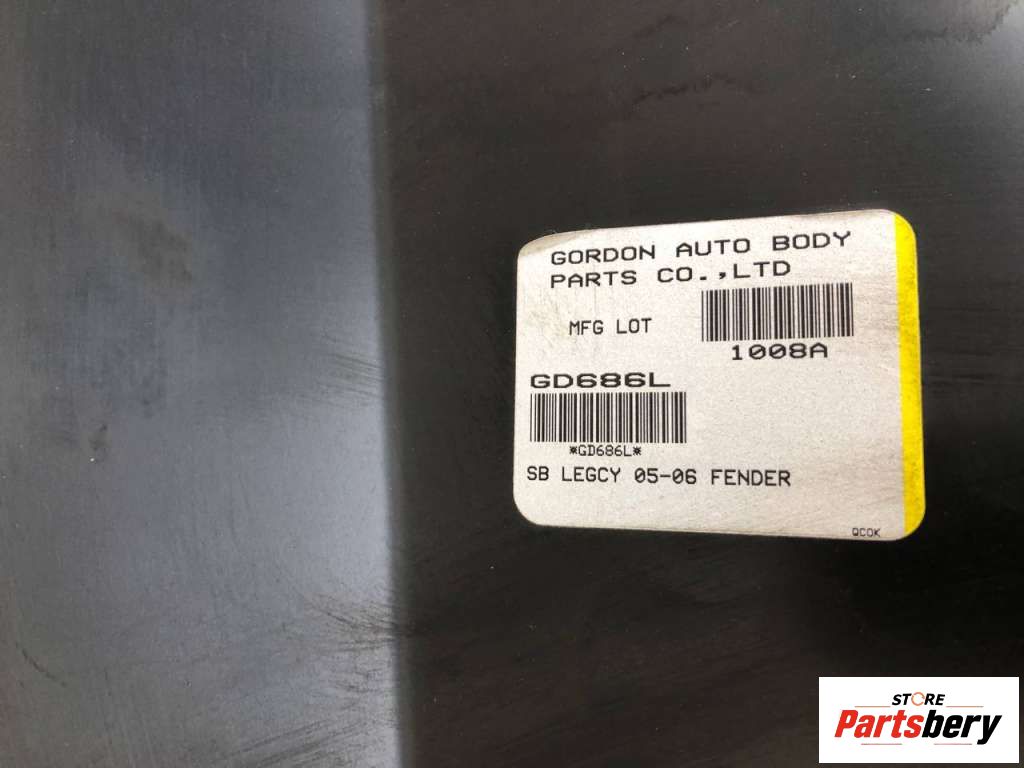 GORDON AUTO BODY
PARTS CO.,LTD
MFG LOT
1008A
GD686L
*GD686L*
SB LEGCY 05-06 FENDER
QCOK
STORE
Partsbery